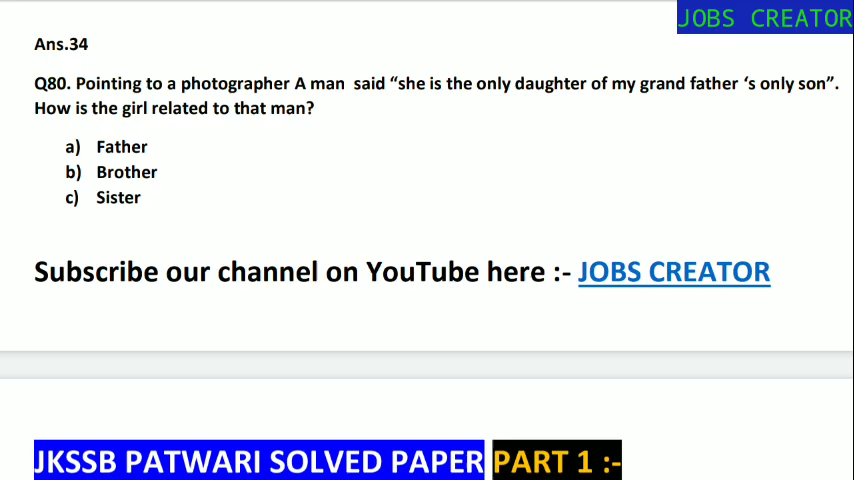 JOBS CREATOR
Ans.34
Q80. Pointing to a photographer A man said “she is the only daughter of my grand father ‘s only son”.
How is the girl related to that man?
a) Father
b) Brother
c) Sister
Subscribe our channel on YouTube here :- JOBS CREATOR
JKSSB PATWARI SOLVED PAPER PART 1 :-